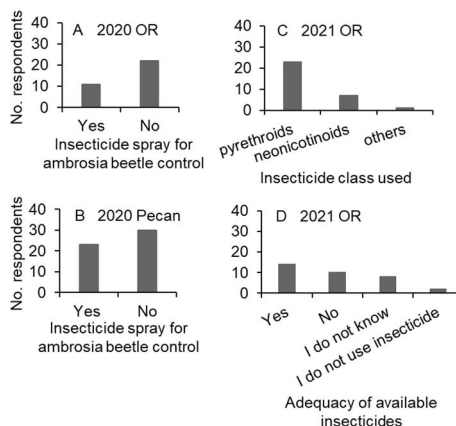 A 2020 OR
No. respondents
40
30
20
10
0
Yes No
Insecticide spray for
ambrosia beetle control
C 2021 OR
40
30
20
10
0
pyrethroids neonicotinoids others
Insecticide class used
B 2020 Pecan
No. respondents
40
30
20
10
0
Yes No
Insecticide spray for
ambrosia beetle control
D 2021 OR
40
30
20
10
0
Yes No I do not know I do not use insecticide
Adequacy of available
insecticides